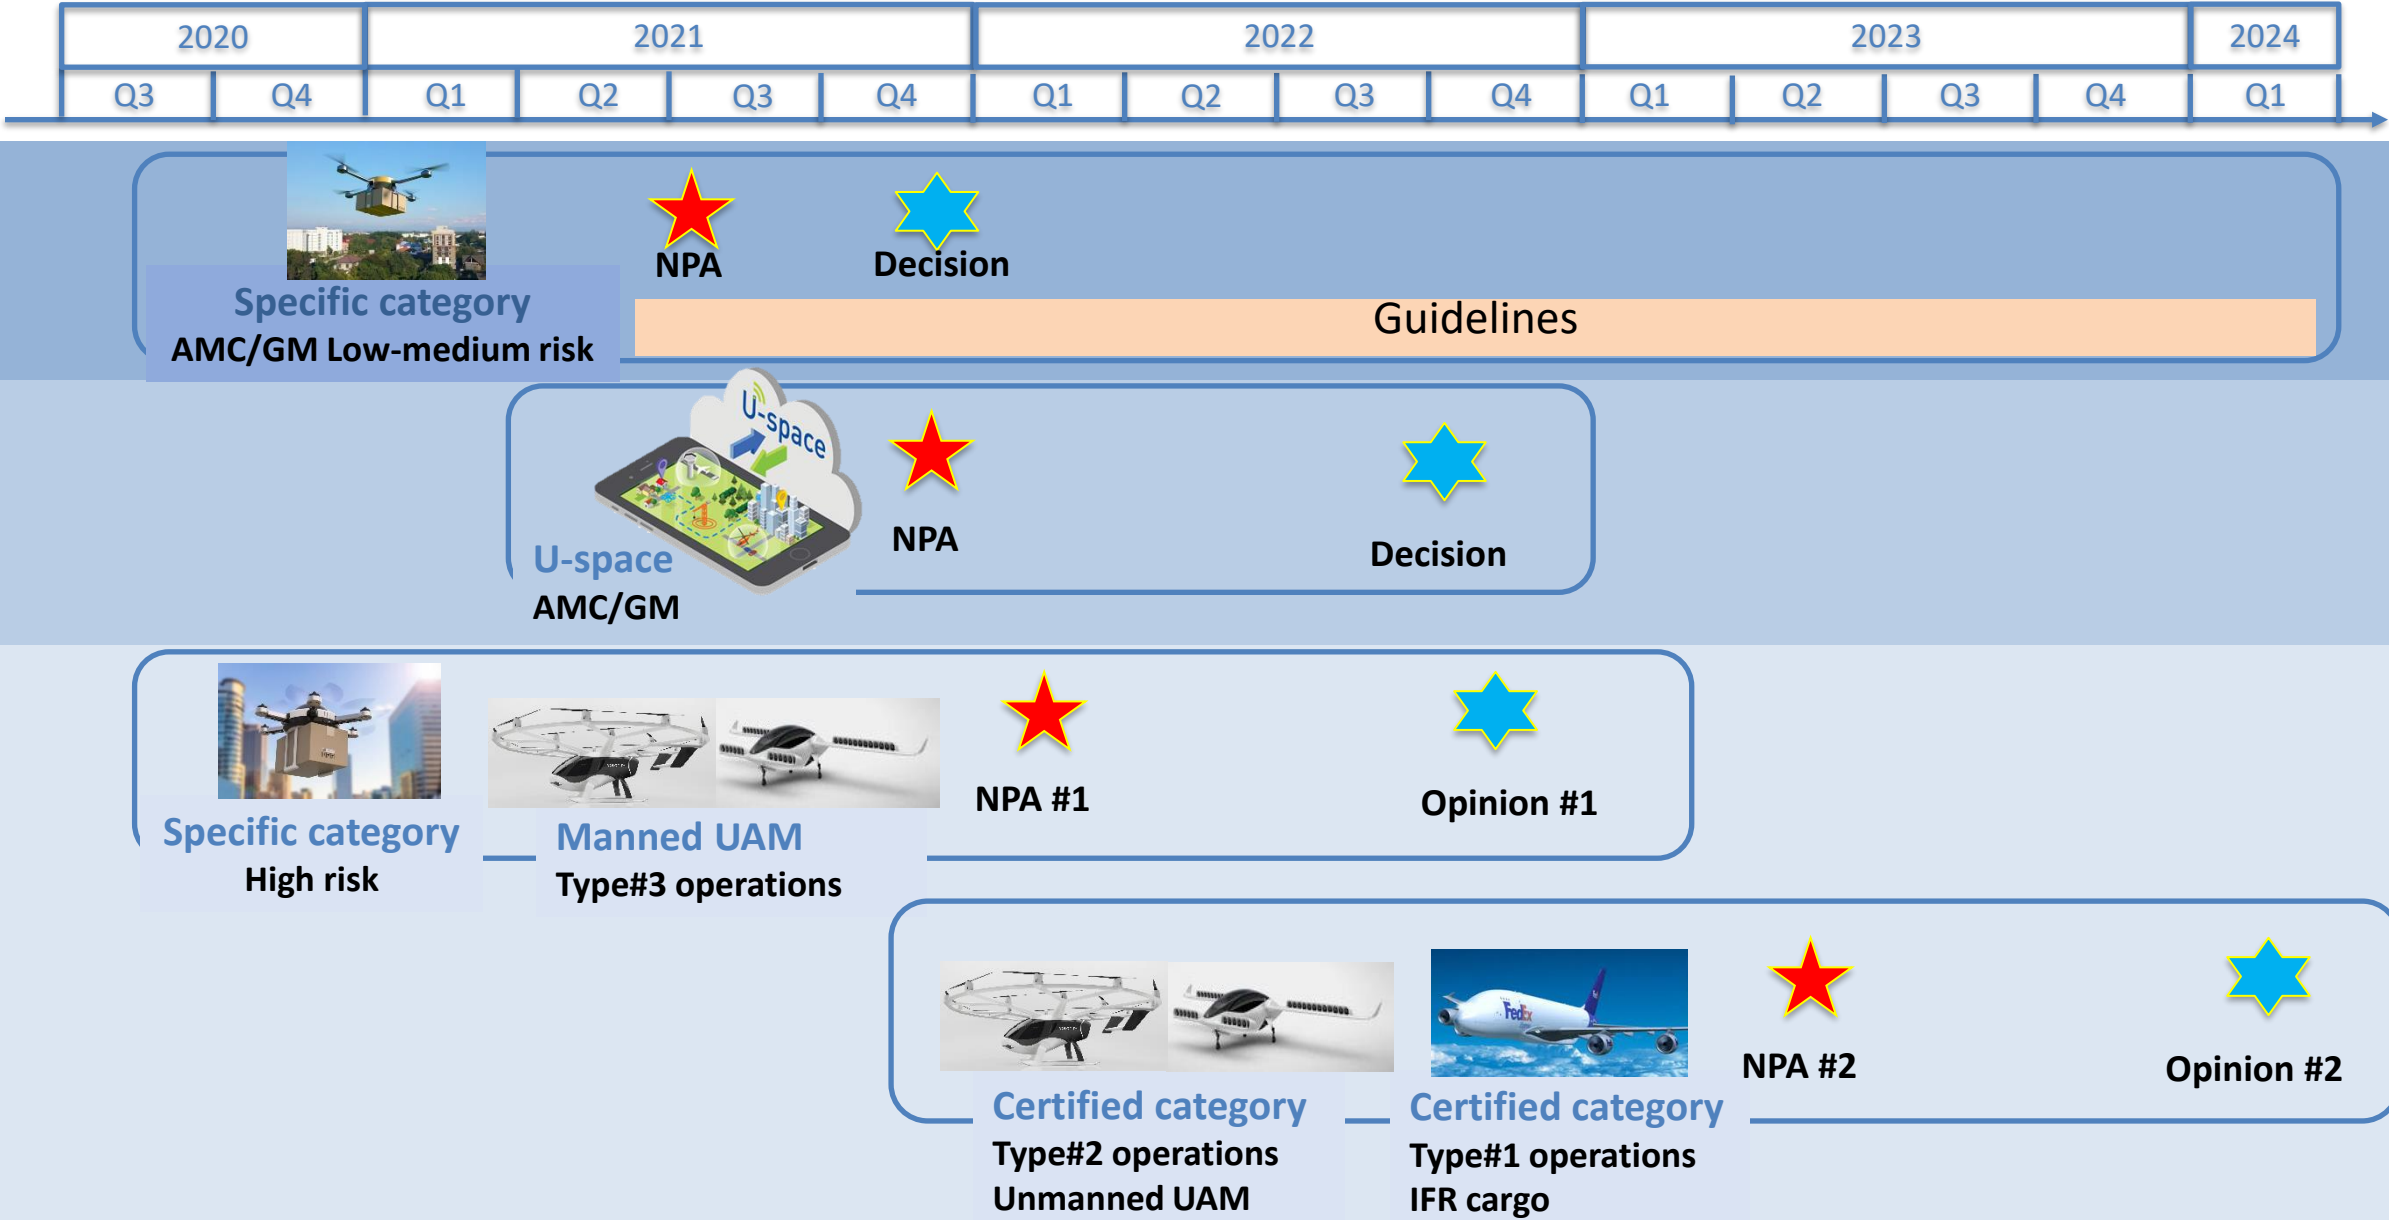 2020 2021 2022 2023 2024
Q3 Q4 Q1 Q2 Q3 Q4 Q1 Q2 Q3 Q4 Q1 Q2 Q3 Q4 Q1
NPA
Decision
Specific category
AMC/GM Low-medium risk
Guidelines
U-space
NPA
Decision
U-space
AMC/GM
NPA #1
Opinion #1
Specific category
High risk
Manned UAM
Type#3 operations
FedEx
NPA #2
Opinion #2
Certified category
Type#2 operations
Unmanned UAM
Certified category
Type#1 operations
IFR cargo